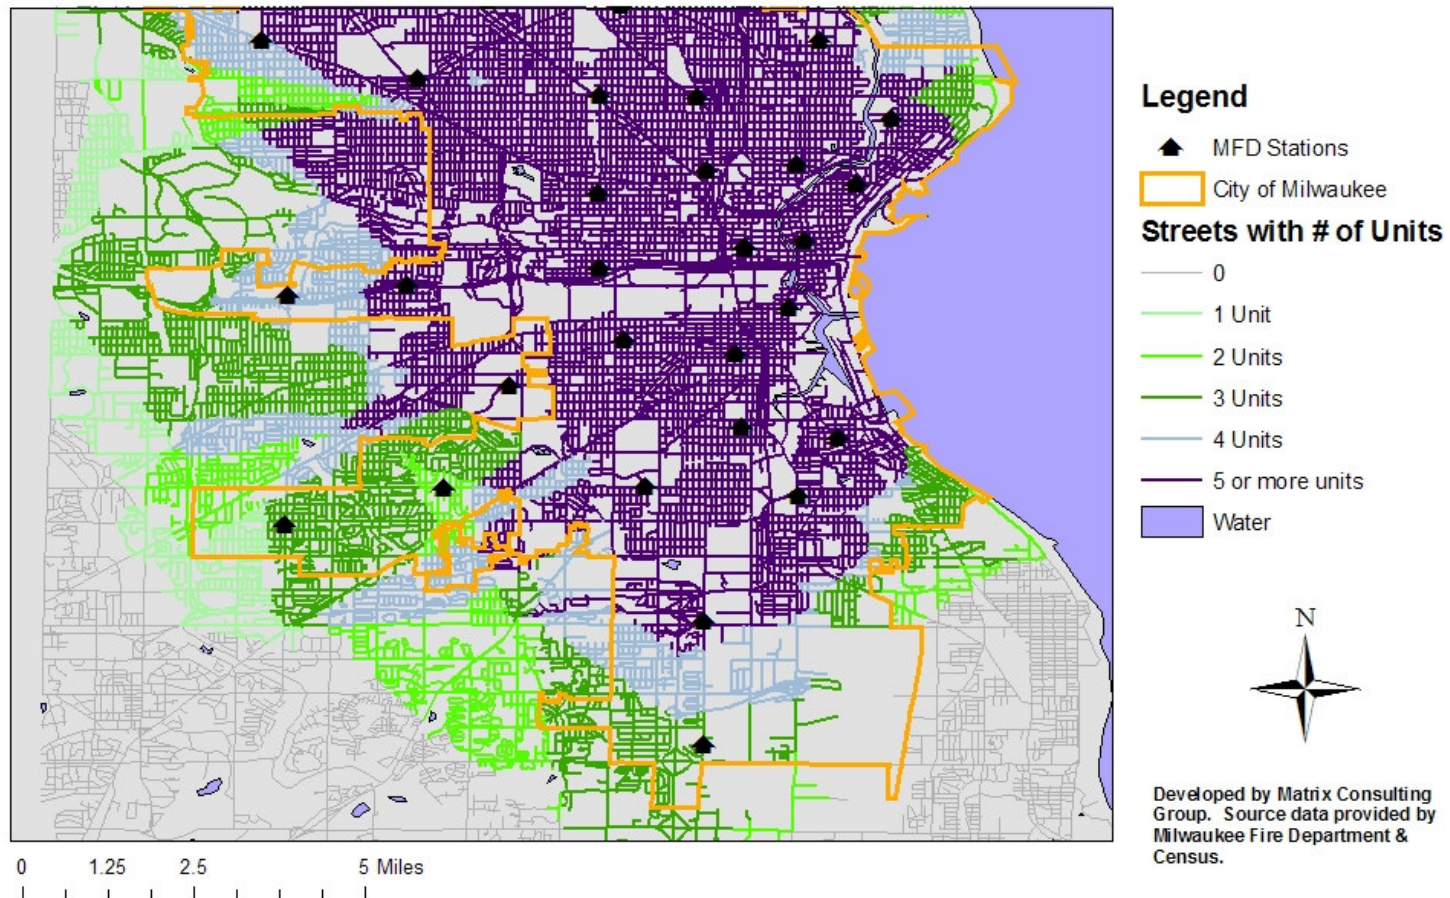 Legend
MFD Stations
City of Milwaukee
Streets with # of Units
0
1 Unit
2 Units
3 Units
4 Units
5 or more units
Water
N
Developed by Matrix Consulting
Group. Source data provided by
Milwaukee Fire Department &
Census.
0 1.25 2.5 5 Miles